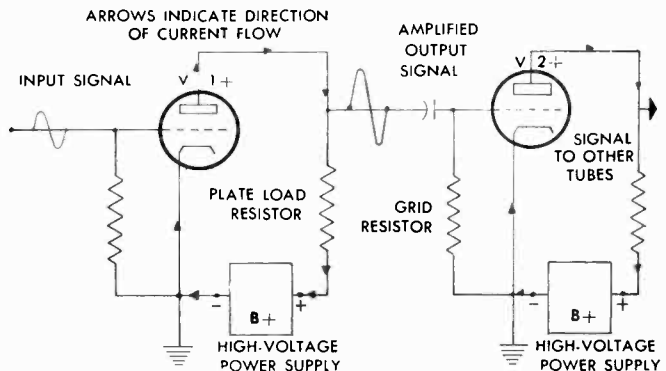 ARROWS INDICATE DIRECTION
OF CURRENT FLOW
INPUT SIGNAL
V 1+
PLATE LOAD
RESISTOR
- B+ +
HIGH-VOLTAGE
POWER SUPPLY
AMPLIFIED
OUTPUT
SIGNAL
V 2+
GRID
RESISTOR
SIGNAL
TO OTHER
TUBES
- B+ +
HIGH-VOLTAGE
POWER SUPPLY